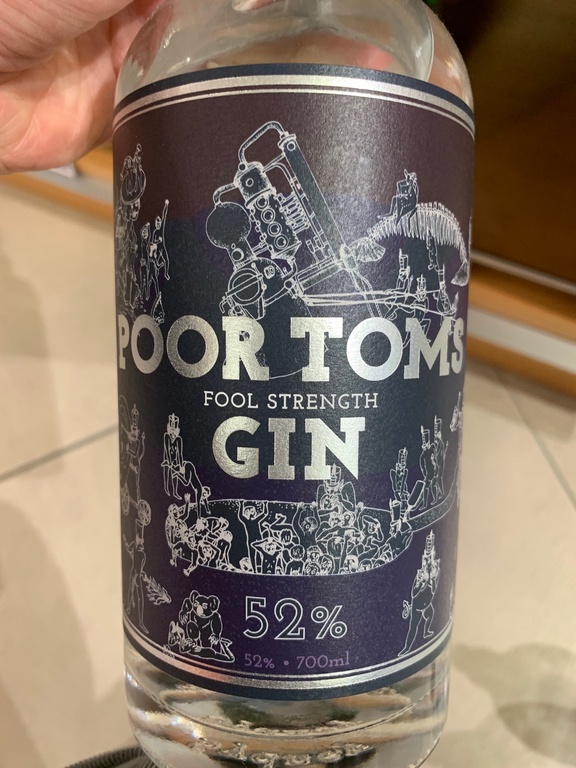 POOR TOMS
FOOL STRENGTH
GIN
52%
52% • 700ml